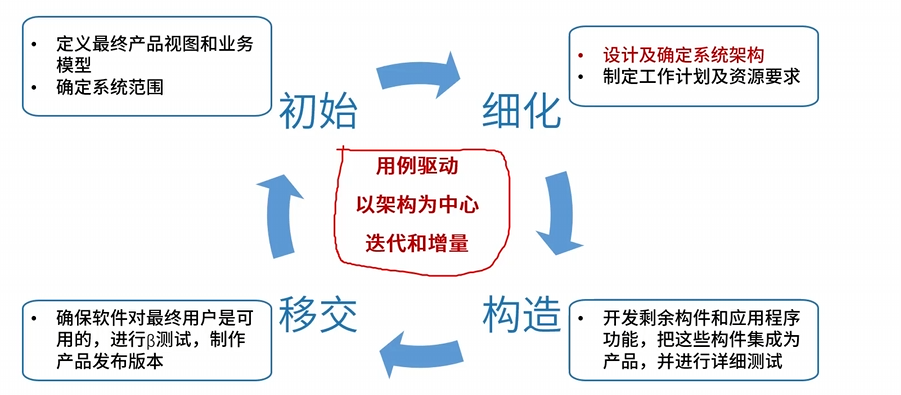 • 定义最终产品视图和业务
模型
• 确定系统范围
初始
细化
• 设计及确定系统架构
• 制定工作计划及资源要求
用例驱动
以架构为中心
迭代和增量
移交
• 确保软件对最终用户是可
用的，进行β测试，制作
产品发布版本
构造
• 开发剩余构件和应用程序
功能，把这些构件集成为
产品，并进行详细测试